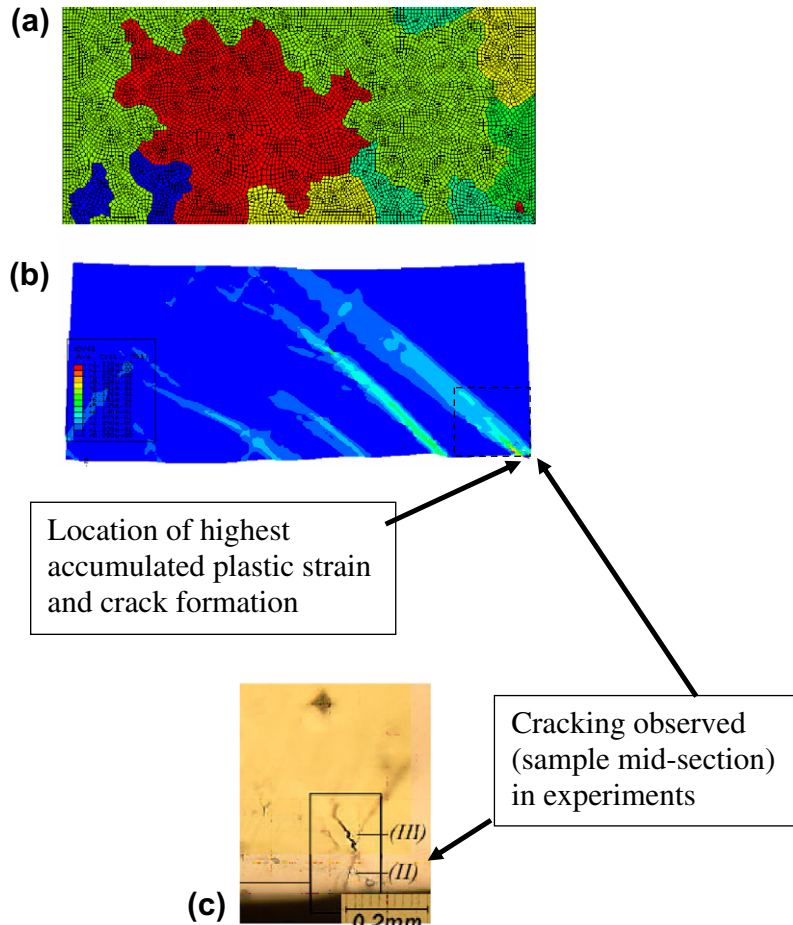 (a)
(b)
Location of highest
accumulated plastic strain
and crack formation
Cracking observed
(sample mid-section)
in experiments
(III)
(II)
(c)
0.2mm